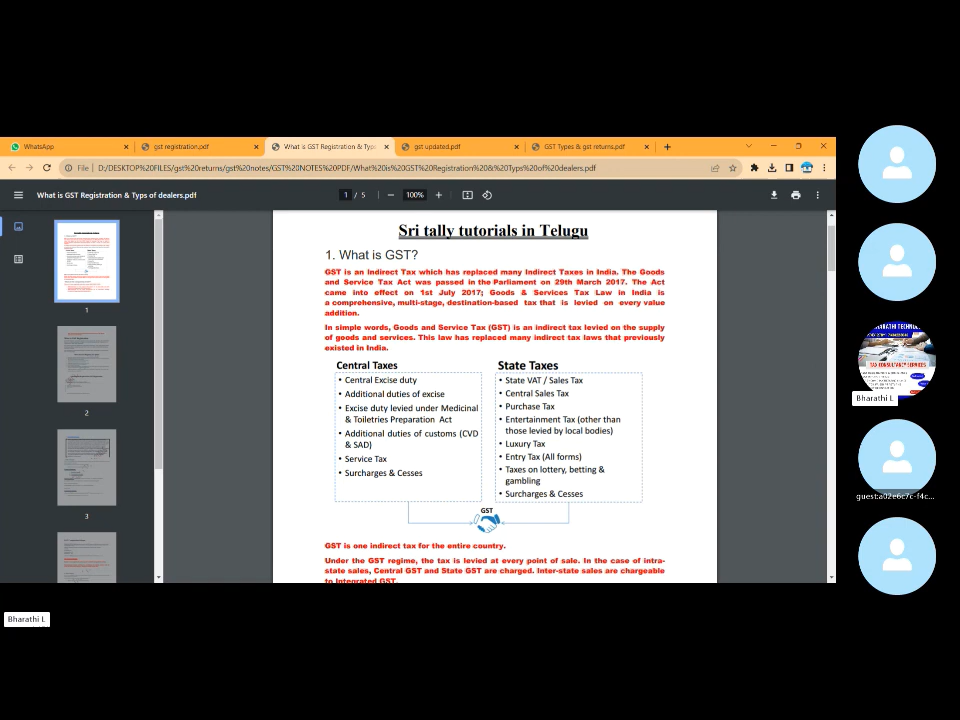 WhatsApp
gst registration.pdf
What is GST Registration & Typ
gst updated.pdf
GST Types & gst returns.pdf
File
D:/DESKTOP%20FILES/gst%20returns/gst%20notes/GST%20NOTES%20PDF/What%20is%20GST%20Registration%20&%20Typs%20of%20dealers.pdf
What is GST Registration & Typs of dealers.pdf
1 / 5
100%
1
2
3
Sri tally tutorials in Telugu
1. What is GST?
GST is an Indirect Tax which has replaced many Indirect Taxes in India. The Goods
and Service Tax Act was passed in the Parliament on 29th March 2017. The Act
came into effect on 1st July 2017; Goods & Services Tax Law in India is
a comprehensive, multi-stage, destination-based tax that is levied on every value
addition.
In simple words, Goods and Service Tax (GST) is an indirect tax levied on the supply
of goods and services. This law has replaced many indirect tax laws that previously
existed in India.
Central Taxes
• Central Excise duty
• Additional duties of excise
• Excise duty levied under Medicinal
& Toiletries Preparation Act
• Additional duties of customs (CVD
& SAD)
• Service Tax
• Surcharges & Cesses
State Taxes
• State VAT / Sales Tax
• Central Sales Tax
• Purchase Tax
• Entertainment Tax (other than
those levied by local bodies)
• Luxury Tax
• Entry Tax (All forms)
• Taxes on lottery, betting &
gambling
• Surcharges & Cesses
GST
GST is one indirect tax for the entire country.
Under the GST regime, the tax is levied at every point of sale. In the case of intra-
state sales, Central GST and State GST are charged. Inter-state sales are chargeable
to Integrated GST.
TAX CONSULTANCY SERVICES
Bharathi L
guest:a02e6c7c-f4c...
Bharathi L